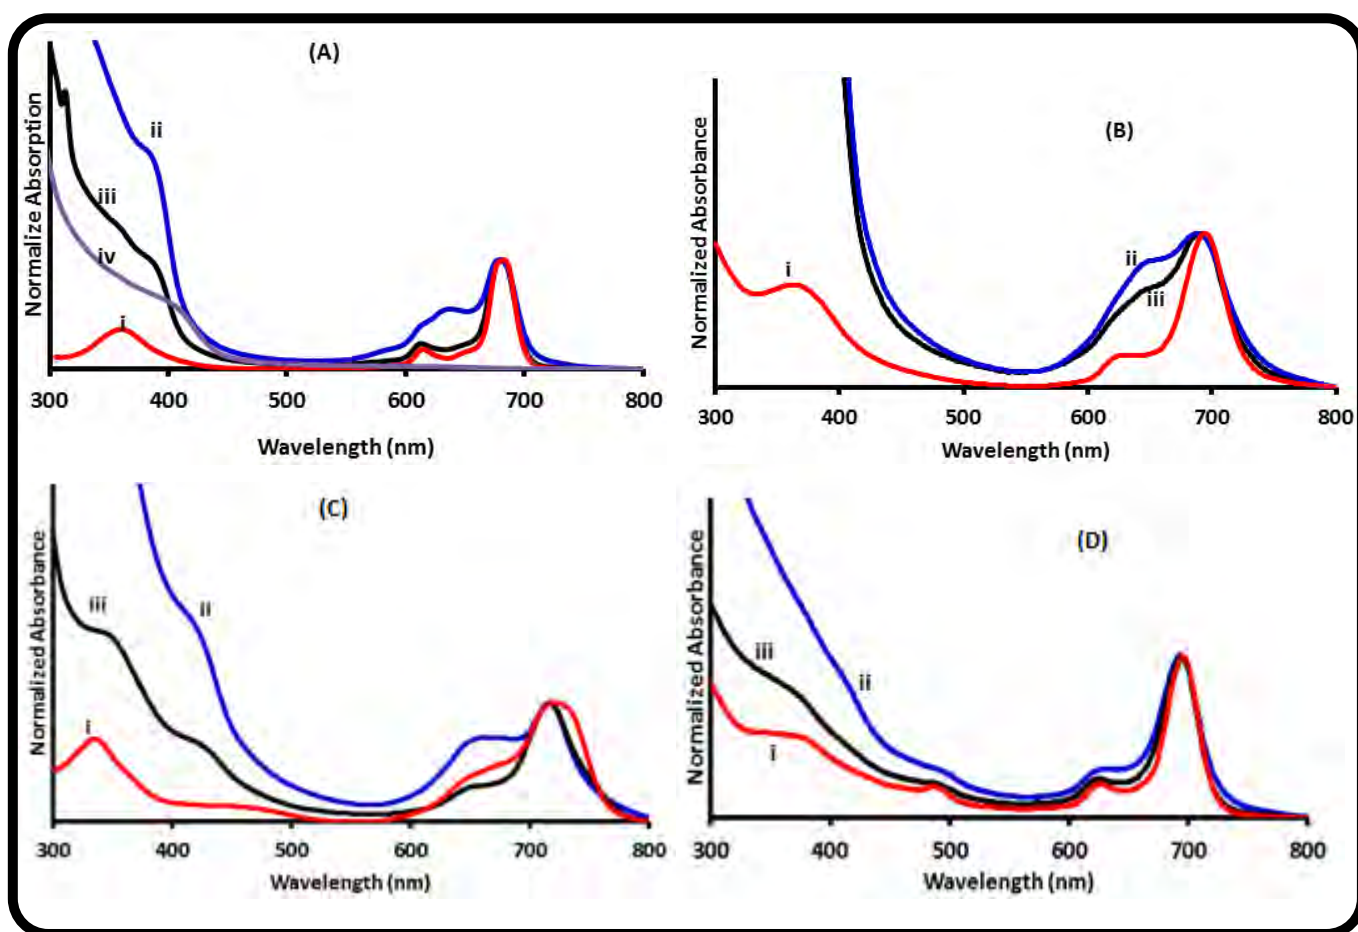 (A)
Normalize Absorption
ii
iii
iv
i
300 400 500 600 700 800
Wavelength (nm)
(B)
Normalized Absorbance
i
ii
iii
300 400 500 600 700 800
Wavelength (nm)
(C)
Normalized Absorbance
iii
ii
i
300 400 500 600 700 800
Wavelength (nm)
(D)
Normalized Absorbance
iii
ii
i
300 400 500 600 700 800
Wavelength (nm)